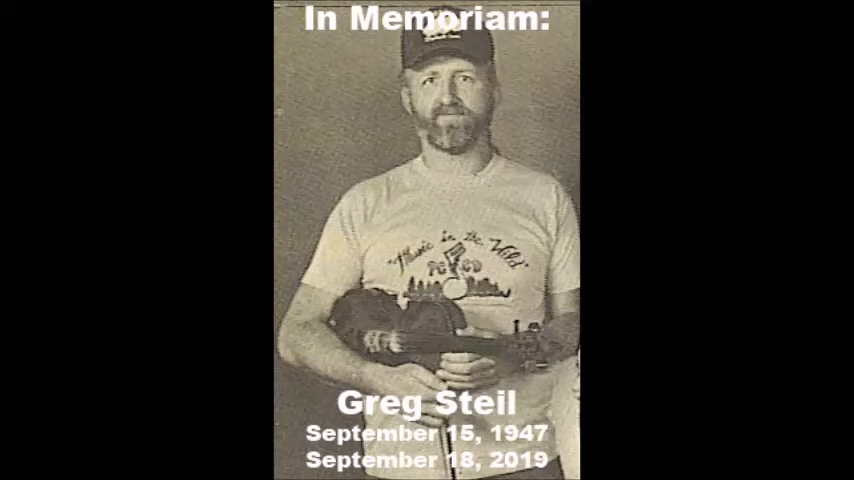 In Memoriam:
"Music in the Wild"
Greg Steil
September 15, 1947
September 18, 2019